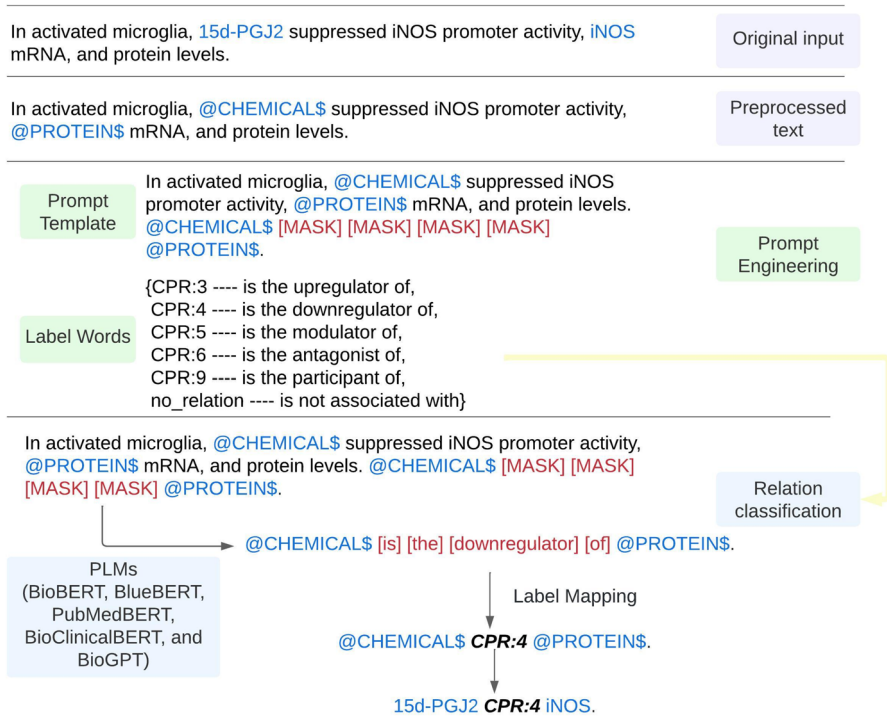 In activated microglia, 15d-PGJ2 suppressed iNOS promoter activity, iNOS
mRNA, and protein levels.
Original input
In activated microglia, @CHEMICAL$ suppressed iNOS promoter activity,
@PROTEIN$ mRNA, and protein levels.
Preprocessed
text
Prompt
Template
In activated microglia, @CHEMICAL$ suppressed iNOS
promoter activity, @PROTEIN$ mRNA, and protein levels.
@CHEMICAL$ [MASK] [MASK] [MASK] [MASK]
@PROTEIN$.
Prompt
Engineering
Label Words
{CPR:3 ---- is the upregulator of,
CPR:4 ---- is the downregulator of,
CPR:5 ---- is the modulator of,
CPR:6 ---- is the antagonist of,
CPR:9 ---- is the participant of,
no_relation ---- is not associated with}
In activated microglia, @CHEMICAL$ suppressed iNOS promoter activity,
@PROTEIN$ mRNA, and protein levels. @CHEMICAL$ [MASK] [MASK]
[MASK] [MASK] @PROTEIN$.
Relation
classification
@CHEMICAL$ [is] [the] [downregulator] [of] @PROTEIN$.
PLMs
(BioBERT, BlueBERT,
PubMedBERT,
BioClinicalBERT, and
BioGPT)
Label Mapping
@CHEMICAL$ CPR:4 @PROTEIN$.
15d-PGJ2 CPR:4 iNOS.